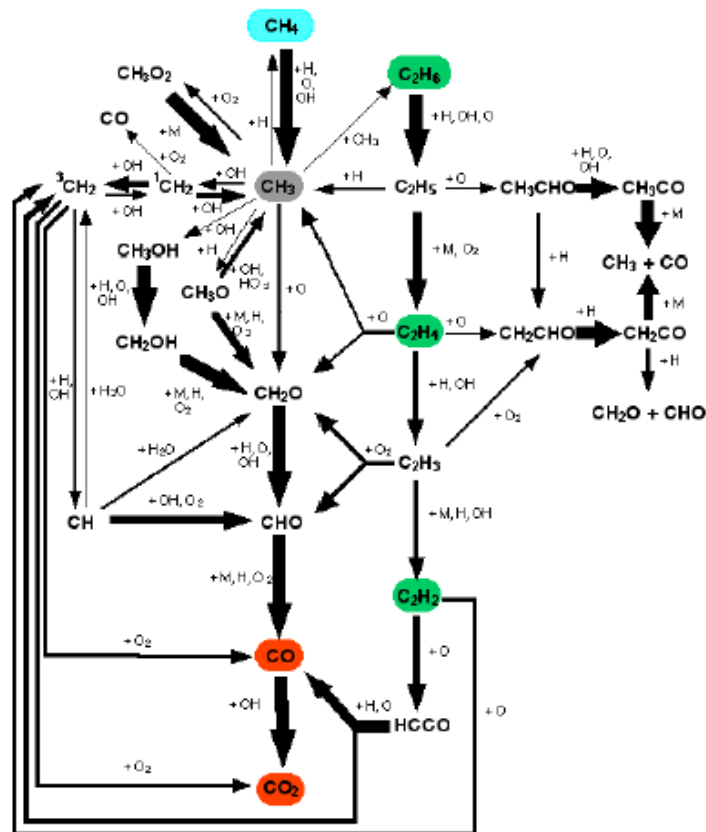 CH4
C2H6
CH3O2
+ H, O, OH
+ O2
+ H
+ CH3
+ H, OH, O
CO
+ M
+ O2
3CH2
+ OH
+ OH
1CH2
+ OH
+ OH
CH3
+ H
C2H5
+ O
CH3CHO
+ H, O, OH
CH3CO
+ M
+ OH
+ H
CH3OH
+ OH, HO2
+ M, O2
CH3 + CO
+ H, O, OH
CH3O
+ O
+ H
+ M
+ M, H, O2
CH2OH
+ O
C2H4
+ O
CH2CHO
+ H
CH2CO
+ H, OH
+ H2O
+ M, H, O2
CH2O
+ H, OH
+ H
CH2O + CHO
+ O2
+ H2O
+ H, O, OH
+ O2
C2H3
CH
+ OH, O2
CHO
+ M, H, OH
+ M, H, O2
C2H2
+ O2
CO
+ O
+ OH
+ H, O
HCCO
+ O
+ O2
CO2